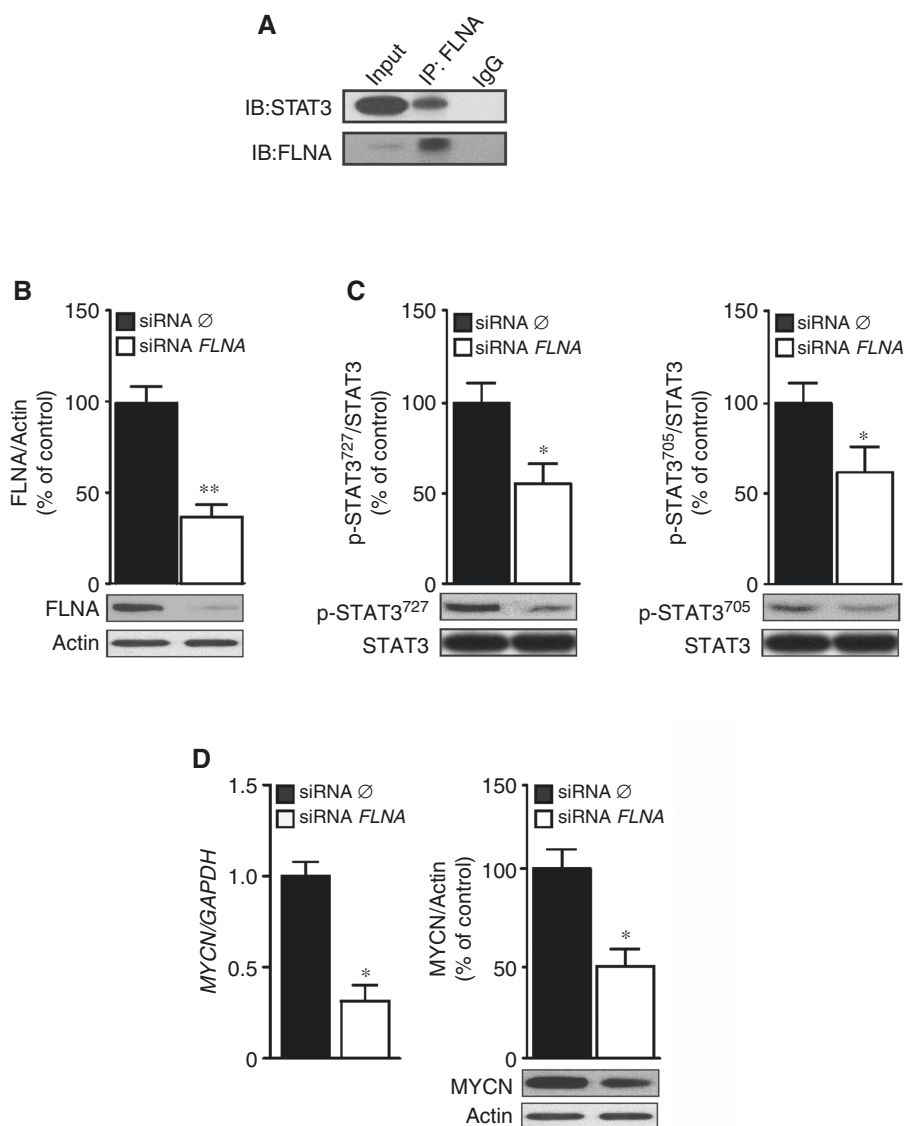 A
Input
IP: FLNA
IgG
IB:STAT3
IB:FLNA
B
150
100
50
0
FLNA/Actin
(% of control)
siRNA ∅
siRNA FLNA
**
FLNA
Actin
C
150
100
50
0
p-STAT3⁷²⁷/STAT3
(% of control)
siRNA ∅
siRNA FLNA
*
p-STAT3⁷²⁷
STAT3
150
100
50
0
p-STAT3⁷⁰⁵/STAT3
(% of control)
siRNA ∅
siRNA FLNA
*
p-STAT3⁷⁰⁵
STAT3
D
1.5
1.0
0.5
0
MYCN/GAPDH
siRNA ∅
siRNA FLNA
*
150
100
50
0
MYCN/Actin
(% of control)
siRNA ∅
siRNA FLNA
*
MYCN
Actin